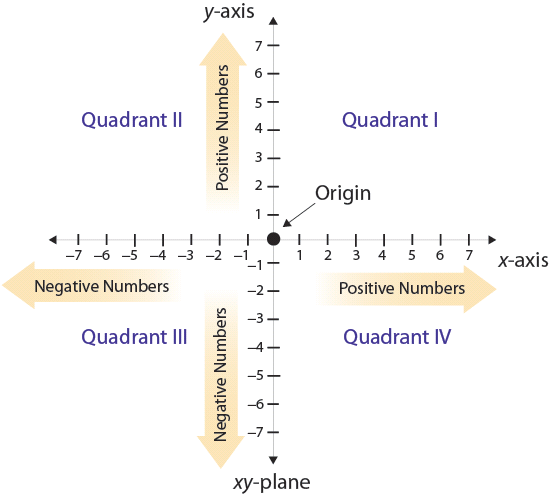 y-axis
7
6
5
4
3
2
1
Positive Numbers
Quadrant II
Quadrant I
Origin
−7 −6 −5 −4 −3 −2 −1 1 2 3 4 5 6 7
x-axis
Negative Numbers
Positive Numbers
Quadrant III
Quadrant IV
Negative Numbers
−1
−2
−3
−4
−5
−6
−7
xy-plane